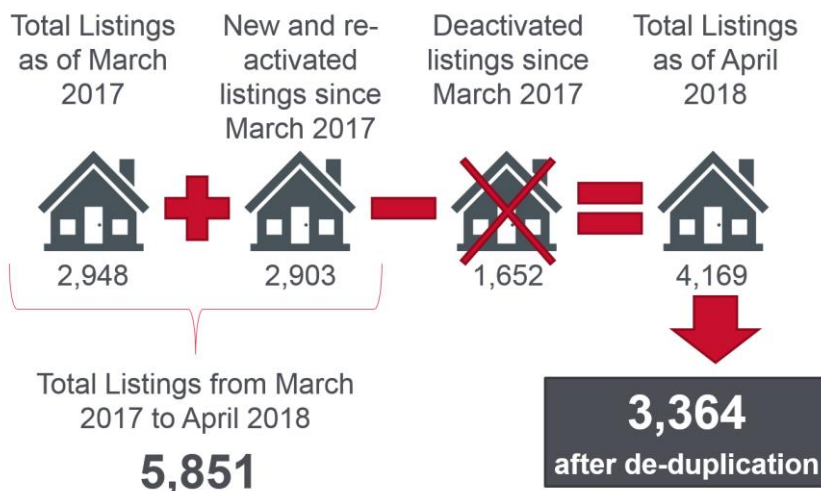 Total Listings
as of March
2017
New and re-
activated
listings since
March 2017
Deactivated
listings since
March 2017
Total Listings
as of April
2018
2,948
2,903
1,652
4,169
Total Listings from March
2017 to April 2018
5,851
3,364
after de-duplication